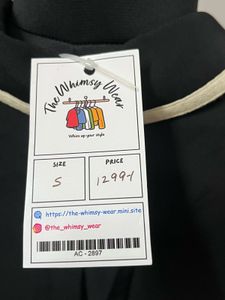 The Whimsy Wear
Whim up your style
SIZE
PRICE
S
1299/-
https://the-whimsy-wear.mini.site
@the_whimsy_wear
AC - 2897